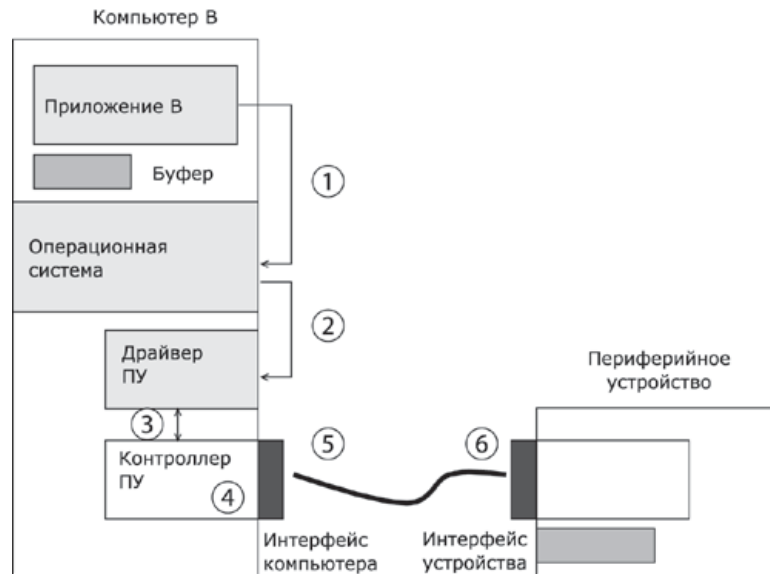 Компьютер В
Приложение В
Буфер
1
Операционная
система
2
Драйвер
ПУ
Периферийное
устройство
3
5
6
Контроллер
ПУ
4
Интерфейс
компьютера
Интерфейс
устройства